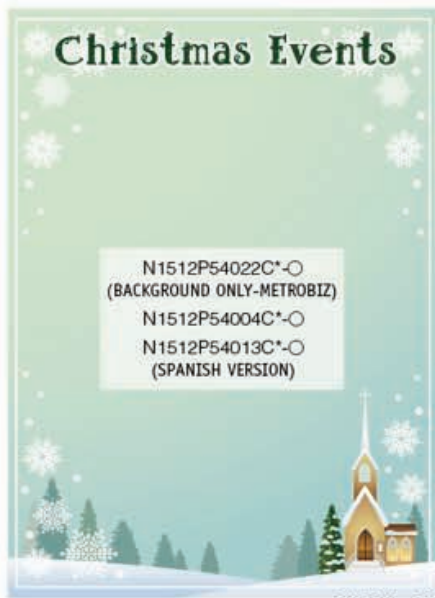 Christmas Events
N1512P54022C*-O
(BACKGROUND ONLY-METROBIZ)
N1512P54004C*-O
N1512P54013C*-O
(SPANISH VERSION)